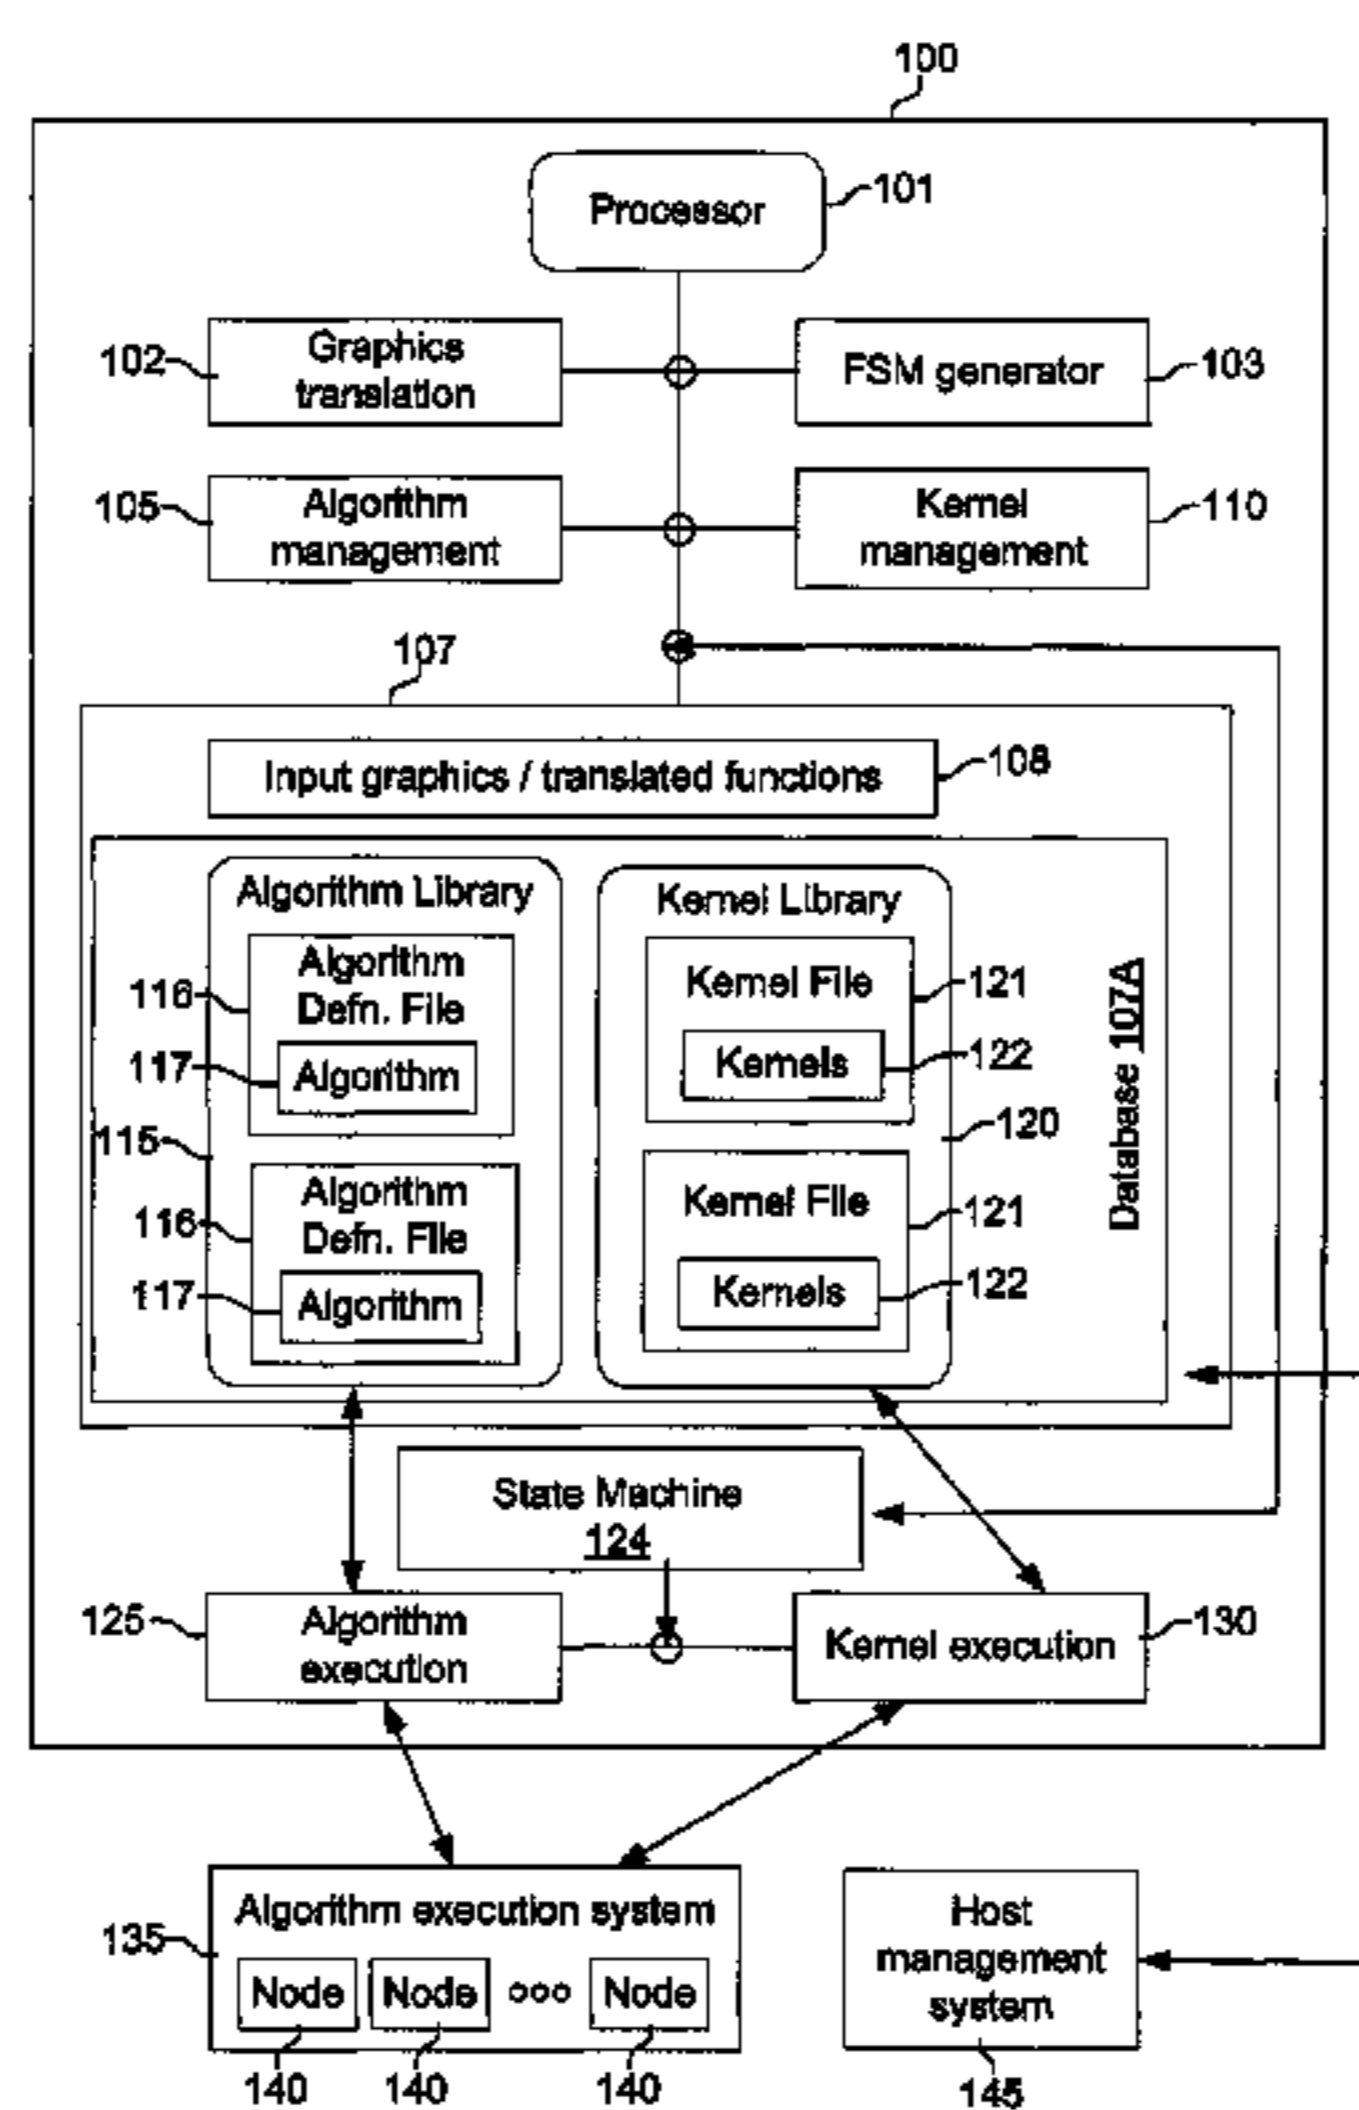 100
Processor
101
102
Graphics
translation
FSM generator
103
105
Algorithm
management
Kernel
management
110
107
Input graphics / translated functions
108
Algorithm Library
Kernel Library
116
Algorithm
Defn. File
117
Algorithm
Kernel File
121
Kernels
122
115
120
116
Algorithm
Defn. File
117
Algorithm
Kernel File
121
Kernels
122
Database 107A
State Machine
124
125
Algorithm
execution
Kernel execution
130
135
Algorithm execution system
Node Node ooo Node
140 140 140
Host
management
system
145